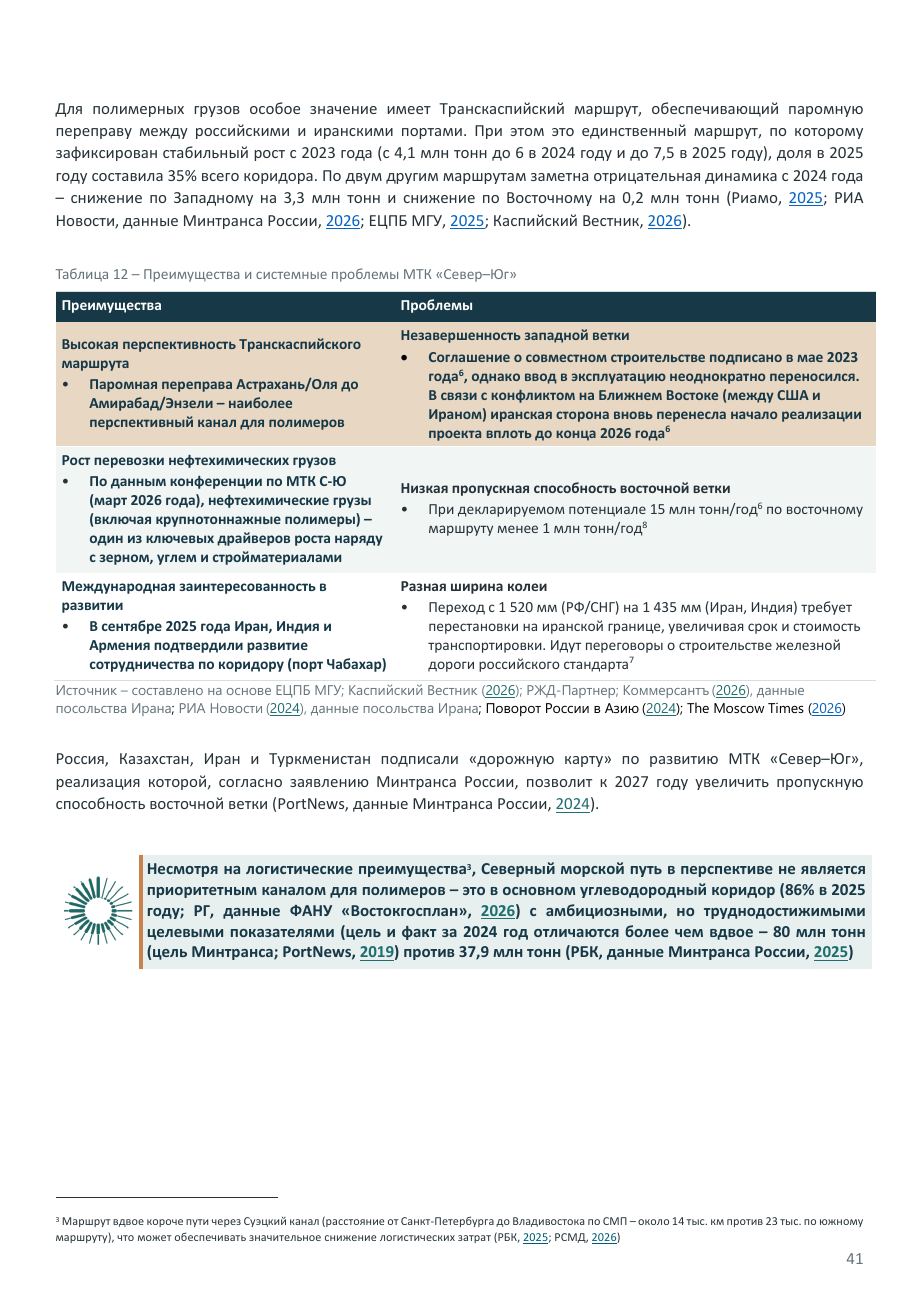 Для полимерных грузов особое значение имеет Транскаспийский маршрут, обеспечивающий паромную
переправу между российскими и иранскими портами. При этом это единственный маршрут, по которому
зафиксирован стабильный рост с 2023 года (с 4,1 млн тонн до 6 в 2024 году и до 7,5 в 2025 году), доля в 2025
году составила 35% всего коридора. По двум другим маршрутам заметна отрицательная динамика с 2024 года
– снижение по Западному на 3,3 млн тонн и снижение по Восточному на 0,2 млн тонн (Риамо, 2025; РИА
Новости, данные Минтранса России, 2026; ЕЦПБ МГУ, 2025; Каспийский Вестник, 2026).
Таблица 12 – Преимущества и системные проблемы МТК «Север–Юг»
Преимущества
Проблемы
Высокая перспективность Транскаспийского
маршрута
• Паромная переправа Астрахань/Оля до
Амирабад/Энзели – наиболее
перспективный канал для полимеров
Незавершенность западной ветки
• Соглашение о совместном строительстве подписано в мае 2023
года⁶, однако ввод в эксплуатацию неоднократно переносился.
В связи с конфликтом на Ближнем Востоке (между США и
Ираном) иранская сторона вновь перенесла начало реализации
проекта вплоть до конца 2026 года⁶
Рост перевозки нефтехимических грузов
• По данным конференции по МТК С-Ю
(март 2026 года), нефтехимические грузы
(включая крупнотоннажные полимеры) –
один из ключевых драйверов роста наряду
с зерном, углем и стройматериалами
Низкая пропускная способность восточной ветки
• При декларируемом потенциале 15 млн тонн/год⁶ по восточному
маршруту менее 1 млн тонн/год⁸
Международная заинтересованность в
развитии
• В сентябре 2025 года Иран, Индия и
Армения подтвердили развитие
сотрудничества по коридору (порт Чабахар)
Разная ширина колеи
• Переход с 1 520 мм (РФ/СНГ) на 1 435 мм (Иран, Индия) требует
перестановки на иранской границе, увеличивая срок и стоимость
транспортировки. Идут переговоры о строительстве железной
дороги российского стандарта⁷
Источник – составлено на основе ЕЦПБ МГУ; Каспийский Вестник (2026); РЖД-Партнер; Коммерсантъ (2026), данные
посольства Ирана; РИА Новости (2024), данные посольства Ирана; Поворот России в Азию (2024); The Moscow Times (2026)
Россия, Казахстан, Иран и Туркменистан подписали «дорожную карту» по развитию МТК «Север–Юг»,
реализация которой, согласно заявлению Минтранса России, позволит к 2027 году увеличить пропускную
способность восточной ветки (PortNews, данные Минтранса России, 2024).
Несмотря на логистические преимущества³, Северный морской путь в перспективе не является
приоритетным каналом для полимеров – это в основном углеводородный коридор (86% в 2025
году; РГ, данные ФАНУ «Востокгосплан», 2026) с амбициозными, но труднодостижимыми
целевыми показателями (цель и факт за 2024 год отличаются более чем вдвое – 80 млн тонн
(цель Минтранса; PortNews, 2019) против 37,9 млн тонн (РБК, данные Минтранса России, 2025)
³ Маршрут вдвое короче пути через Суэцкий канал (расстояние от Санкт-Петербурга до Владивостока по СМП – около 14 тыс. км против 23 тыс. по южному
маршруту), что может обеспечивать значительное снижение логистических затрат (РБК, 2025; РСМД, 2026)
41